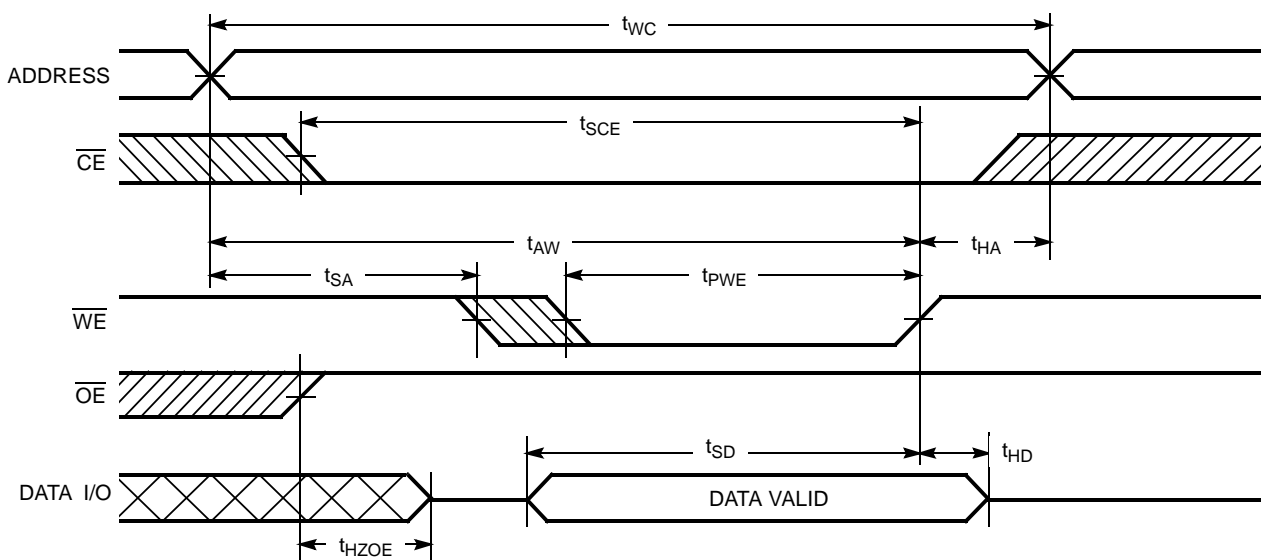 tWC
ADDRESS
tSCE
CE
tAW
tHA
tSA
tPWE
WE
OE
tSD
tHD
DATA I/O
DATA VALID
tHZOE